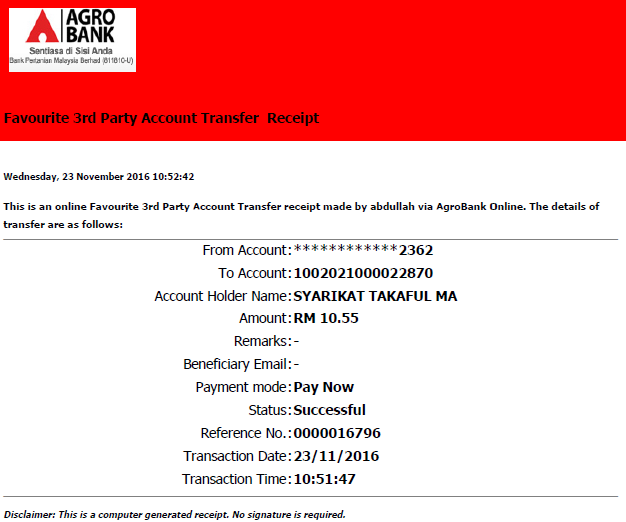 AGRO
BANK
Sentiasa di Sisi Anda
Bank Pertanian Malaysia Berhad (811810-U)
Favourite 3rd Party Account Transfer Receipt
Wednesday, 23 November 2016 10:52:42
This is an online Favourite 3rd Party Account Transfer receipt made by abdullah via AgroBank Online. The details of
transfer are as follows:
From Account:************2362
To Account:1002021000022870
Account Holder Name:SYARIKAT TAKAFUL MA
Amount:RM 10.55
Remarks:-
Beneficiary Email:-
Payment mode:Pay Now
Status:Successful
Reference No.:0000016796
Transaction Date:23/11/2016
Transaction Time:10:51:47
Disclaimer: This is a computer generated receipt. No signature is required.